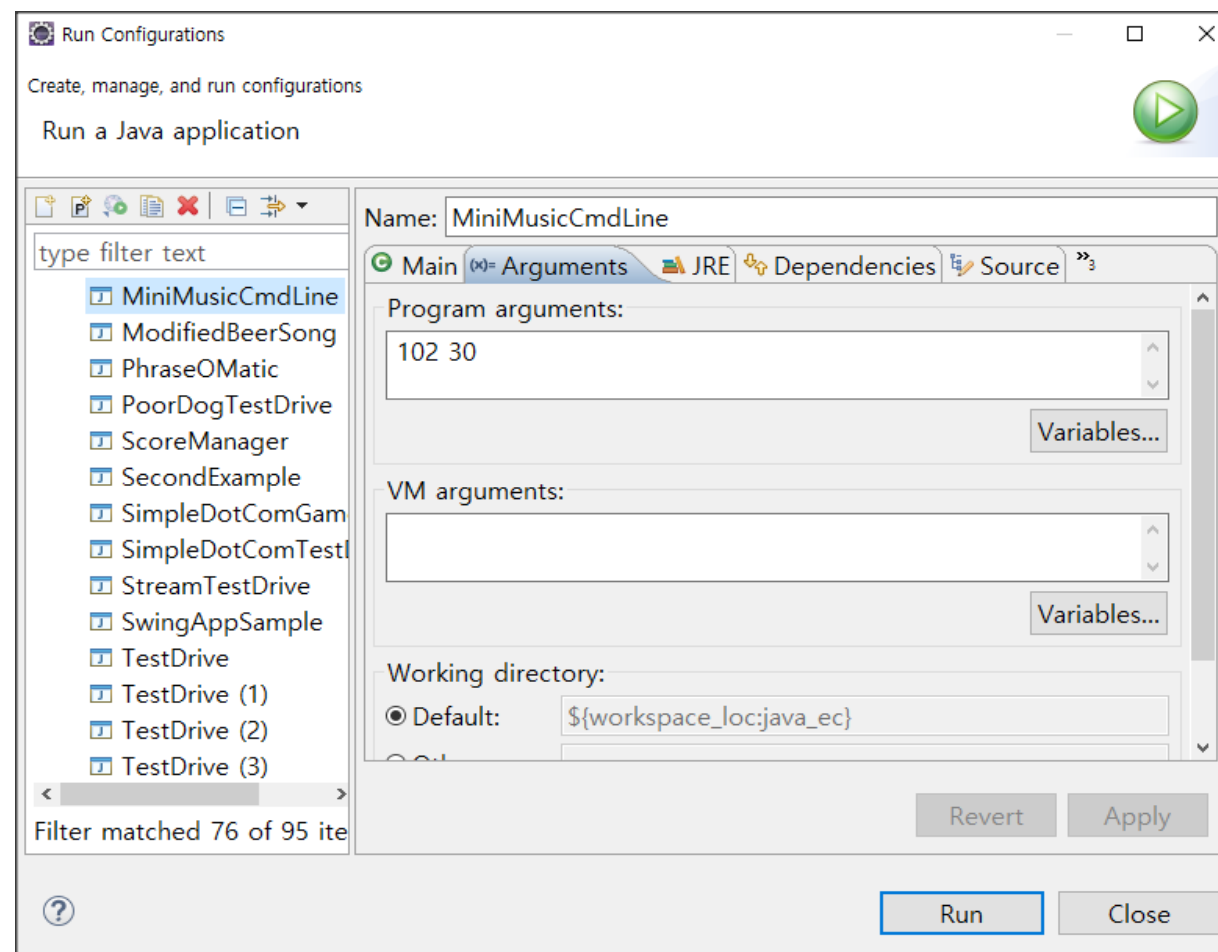 Run Configurations
Create, manage, and run configurations
Run a Java application
type filter text
MiniMusicCmdLine
ModifiedBeerSong
PhraseOMatic
PoorDogTestDrive
ScoreManager
SecondExample
SimpleDotComGam
SimpleDotComTest
StreamTestDrive
SwingAppSample
TestDrive
TestDrive (1)
TestDrive (2)
TestDrive (3)
Filter matched 76 of 95 ite
Name: MiniMusicCmdLine
Main (x)= Arguments JRE Dependencies Source »3
Program arguments:
102 30
Variables...
VM arguments:
Variables...
Working directory:
Default: ${workspace_loc:java_ec}
Revert Apply
Run Close